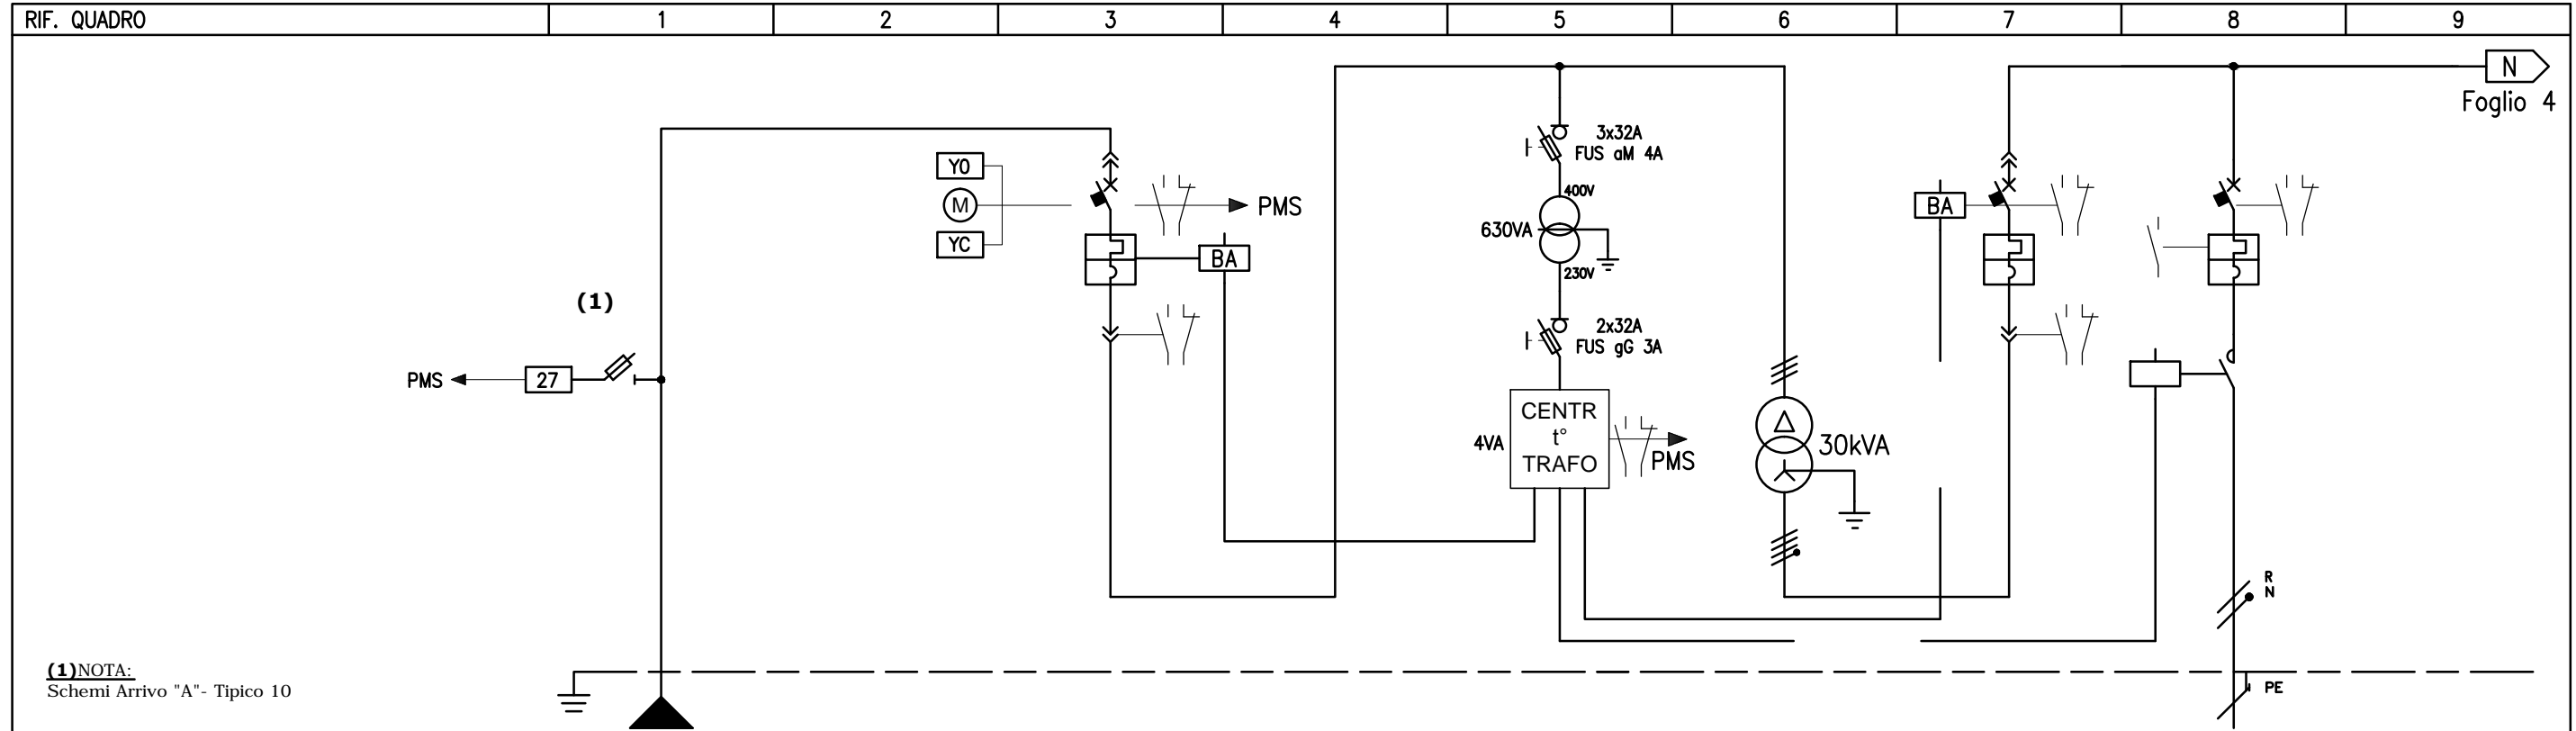 RIF. QUADRO 1 2 3 4 5 6 7 8 9
N
Foglio 4
3x32A
FUS aM 4A
YO
M
YC
PMS
400V
630VA
230V
BA
BA
(1)
2x32A
FUS gG 3A
PMS
27
CENTR
t°
TRAFO
4VA
PMS
30kVA
R
N
(1)NOTA:
Schemi Arrivo "A"- Tipico 10
PE